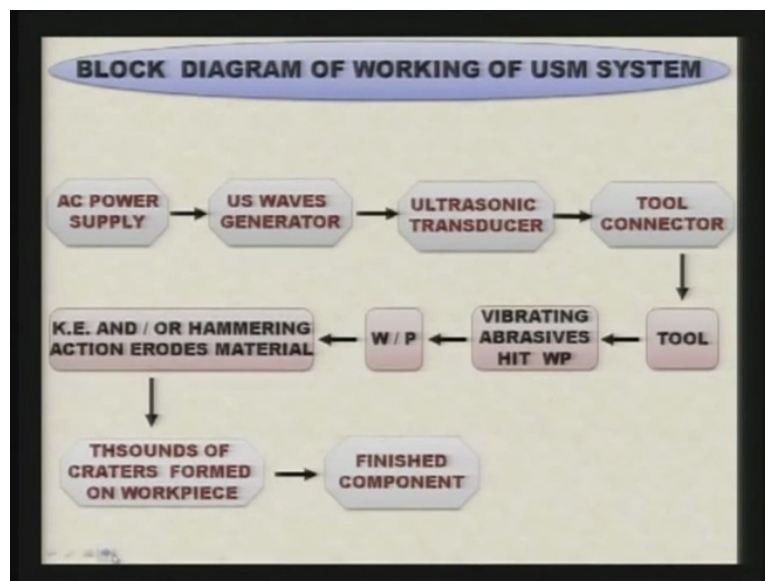 BLOCK DIAGRAM OF WORKING OF USM SYSTEM
AC POWER
SUPPLY
US WAVES
GENERATOR
ULTRASONIC
TRANSDUCER
TOOL
CONNECTOR
K.E. AND / OR HAMMERING
ACTION ERODES MATERIAL
W / P
VIBRATING
ABRASIVES
HIT WP
TOOL
THSOUNDS OF
CRATERS FORMED
ON WORKPIECE
FINISHED
COMPONENT